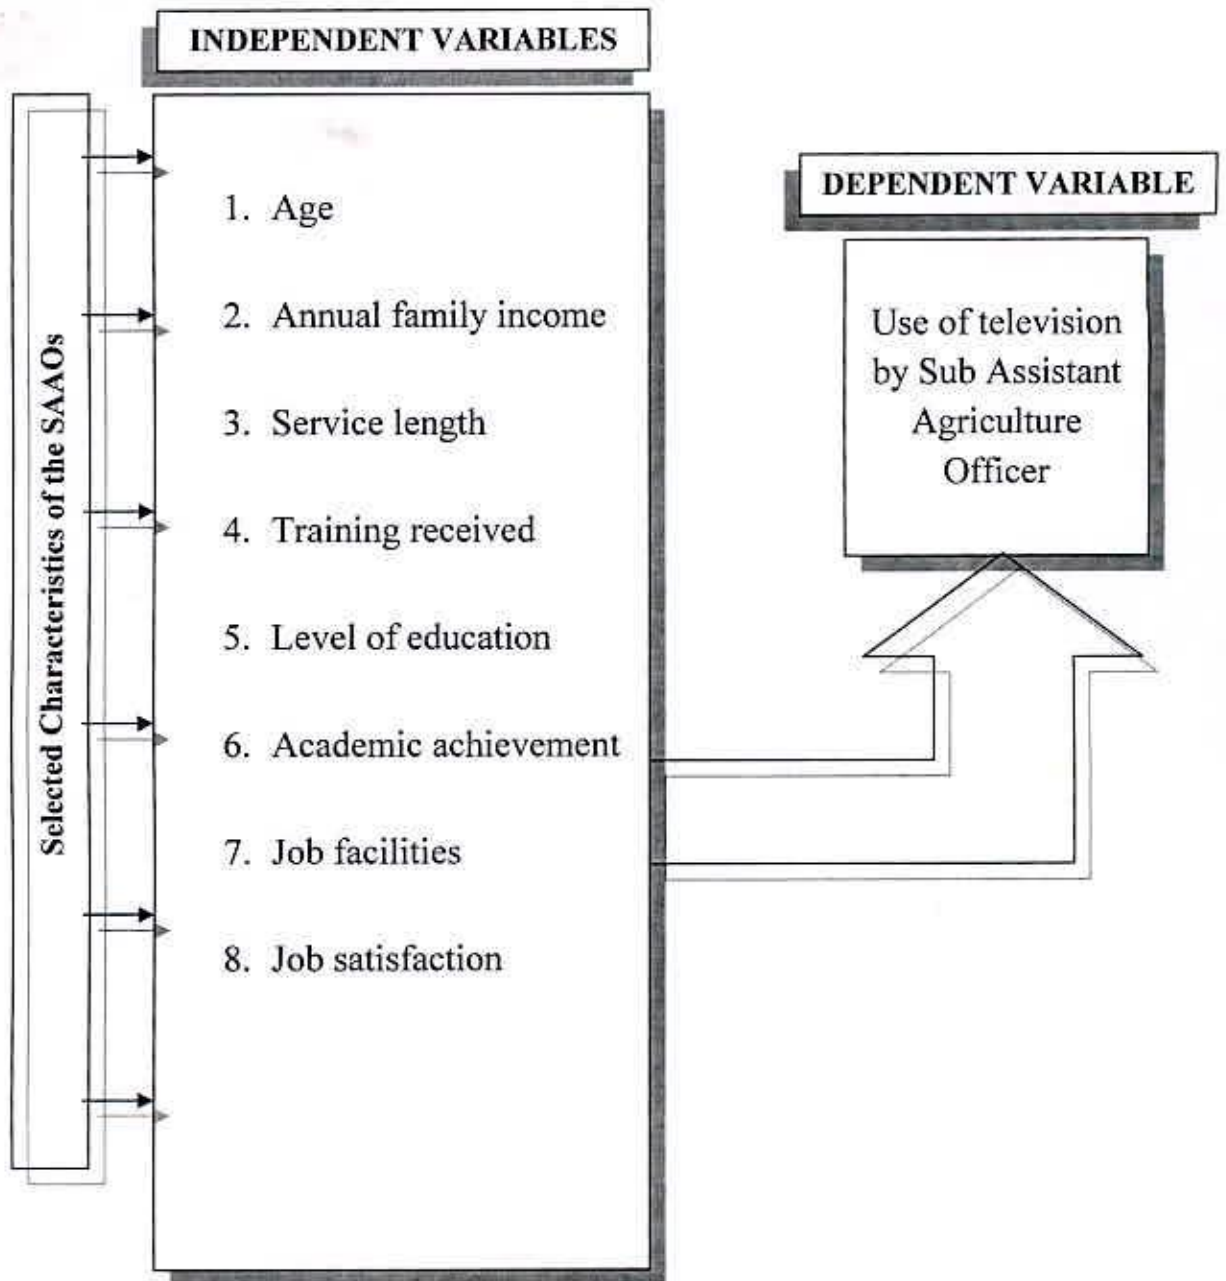 INDEPENDENT VARIABLES
Selected Characteristics of the SAAOs
1. Age
2. Annual family income
3. Service length
4. Training received
5. Level of education
6. Academic achievement
7. Job facilities
8. Job satisfaction
DEPENDENT VARIABLE
Use of television
by Sub Assistant
Agriculture
Officer